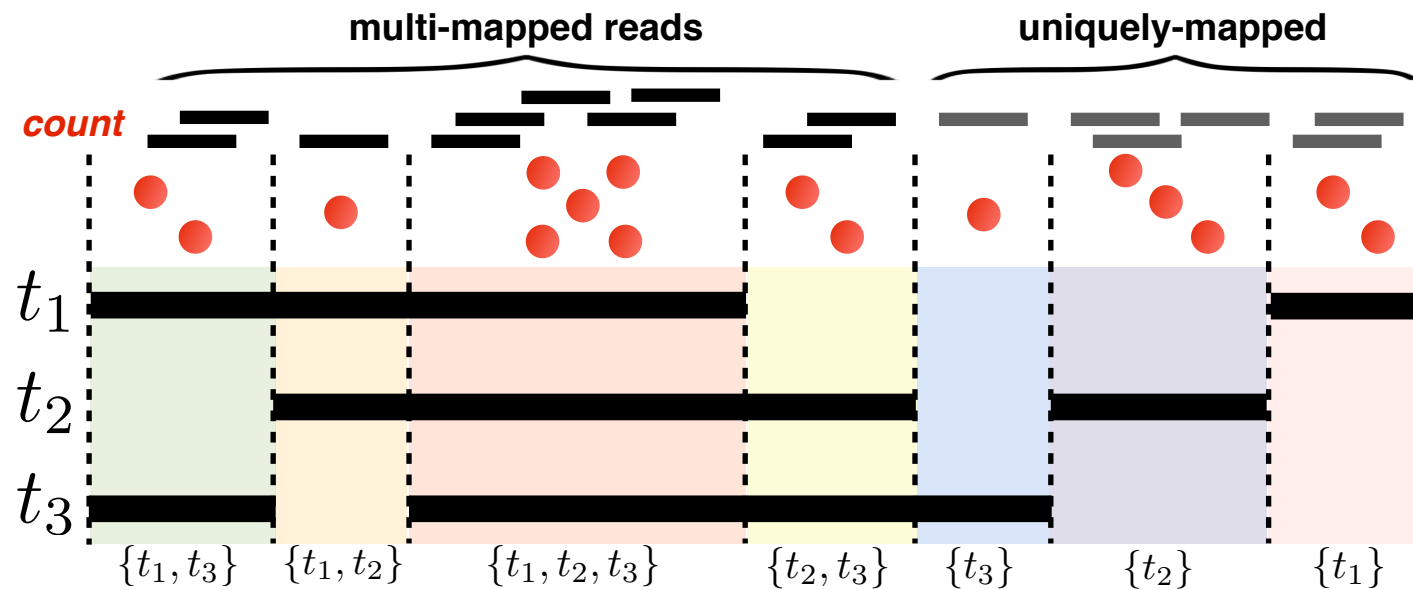 multi-mapped reads uniquely-mapped
count
t₁
t₂
t₃
{t₁, t₃} {t₁, t₂} {t₁, t₂, t₃} {t₂, t₃} {t₃} {t₂} {t₁}